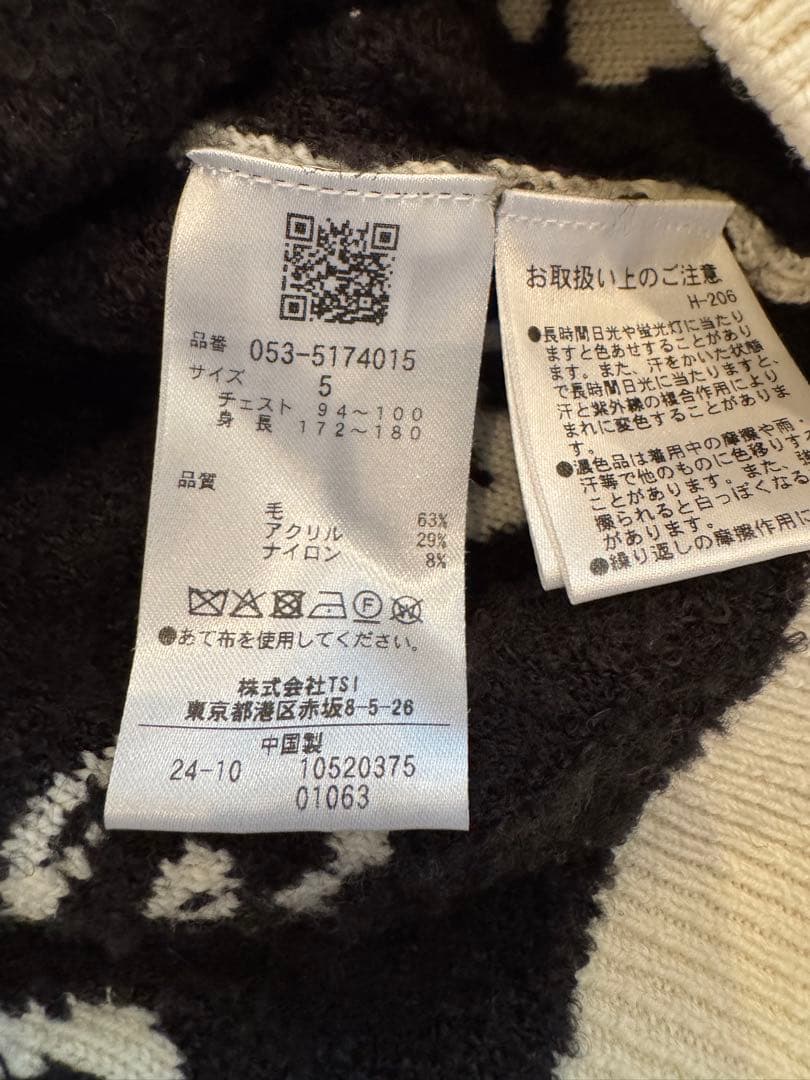 品番 053-5174015
サイズ 5
チェスト 94～100
身長 172～180
品質
毛 63%
アクリル 29%
ナイロン 8%
F
W
●あて布を使用してください。
株式会社TSI
東京都港区赤坂8-5-26
中国製
24-10 10520375
01063
お取扱い上のご注意
H-206
●長時間日光や蛍光灯に当たり
ますと色あせすることがあり
ます。また、汗をかいた状態
で長時間日光に当たりますと、
汗と紫外線の複合作用により
まれに変色することがありま
す。
●濃色品は着用中の摩擦や雨、
汗等で他のものに色移りする
ことがあります。また、強
擦られると白っぽくなる
があります。
●繰り返しの摩擦作用に